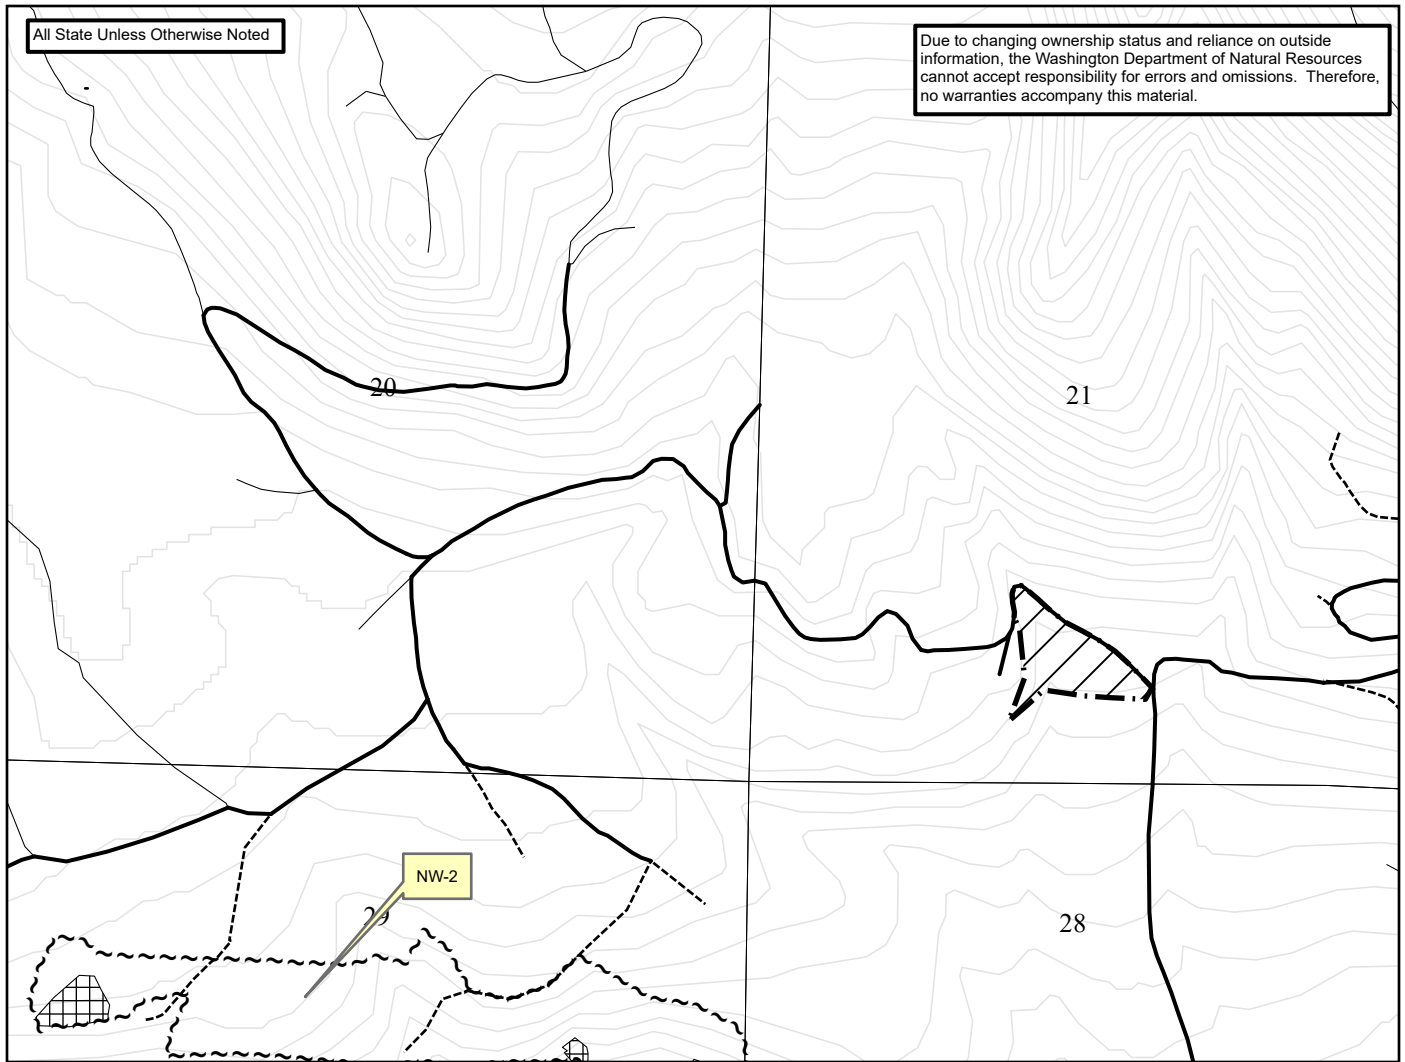 All State Unless Otherwise Noted
Due to changing ownership status and reliance on outside
information, the Washington Department of Natural Resources
cannot accept responsibility for errors and omissions.  Therefore,
no warranties accompany this material.
20
21
NW-2
29
28